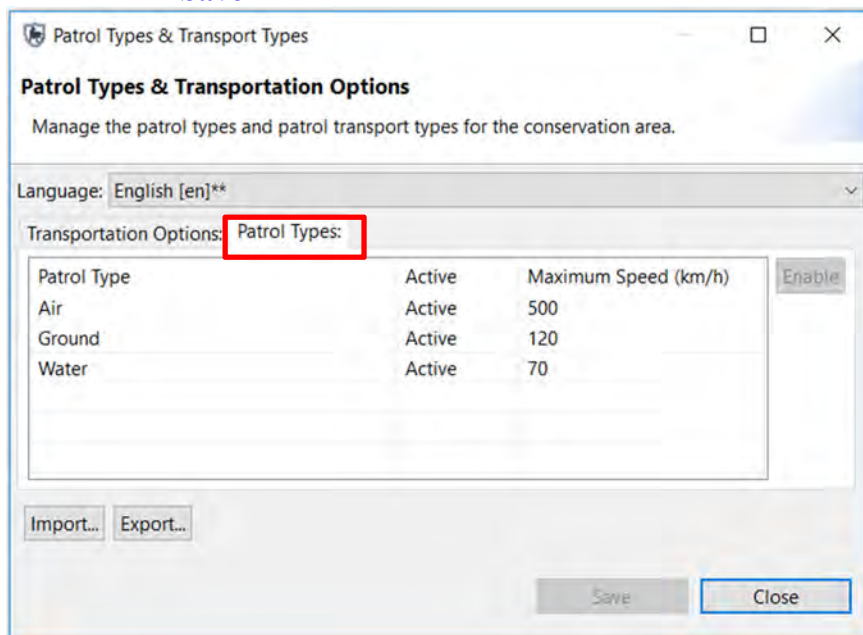 Patrol Types & Transport Types
Patrol Types & Transportation Options
Manage the patrol types and patrol transport types for the conservation area.
Language: English [en]**
Transportation Options: Patrol Types:
Patrol Type Active Maximum Speed (km/h) Enable
Air Active 500
Ground Active 120
Water Active 70
Import... Export...
Save Close